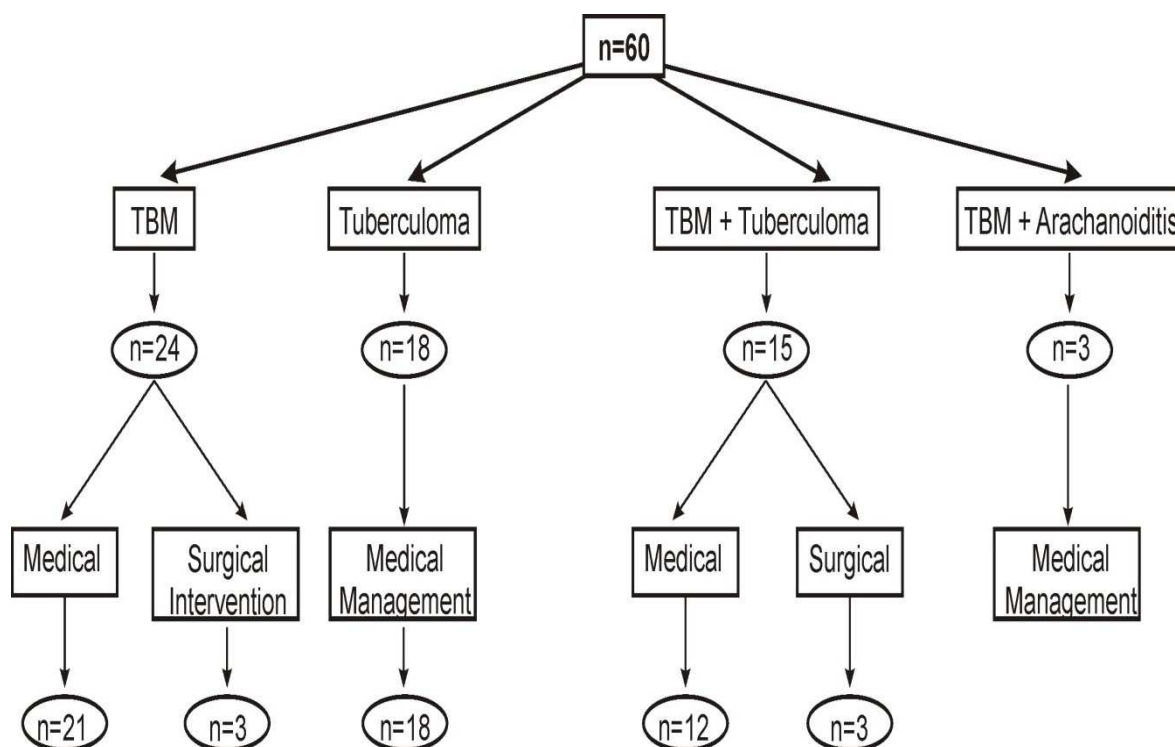 n=60
TBM
Tuberculoma
TBM + Tuberculoma
TBM + Arachanoiditis
n=24
n=18
n=15
n=3
Medical
Surgical
Intervention
Medical
Management
Medical
Surgical
Medical
Management
n=21
n=3
n=18
n=12
n=3